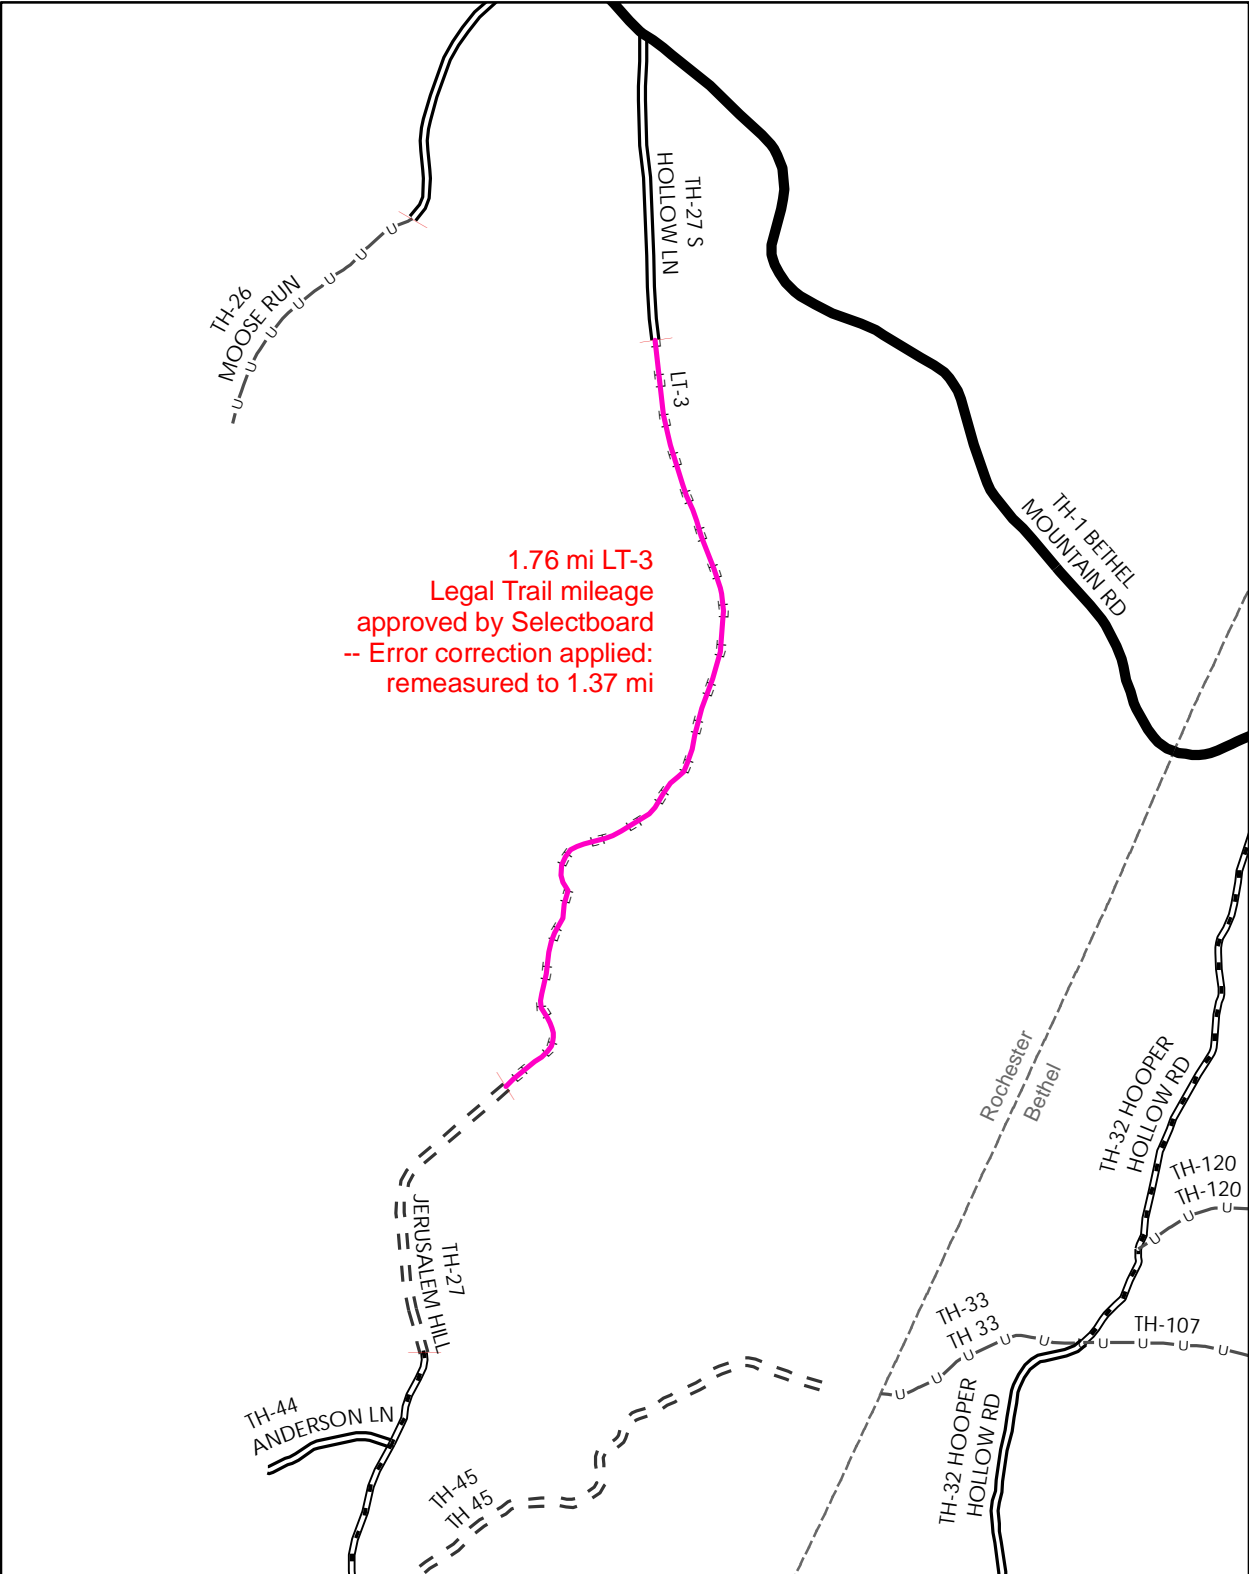 TH-27 S
HOLLOW LN
TH-26
MOOSE RUN
LT-3
TH-1 BETHEL
MOUNTAIN RD
1.76 mi LT-3
Legal Trail mileage
approved by Selectboard
-- Error correction applied:
remeasured to 1.37 mi
Rochester
Bethel
TH-32 HOOPER
HOLLOW RD
TH-120
TH-120
TH-27
JERUSALEM HILL
TH-33
TH 33
TH-107
TH-44
ANDERSON LN
TH-32 HOOPER
HOLLOW RD
TH-45
TH 45